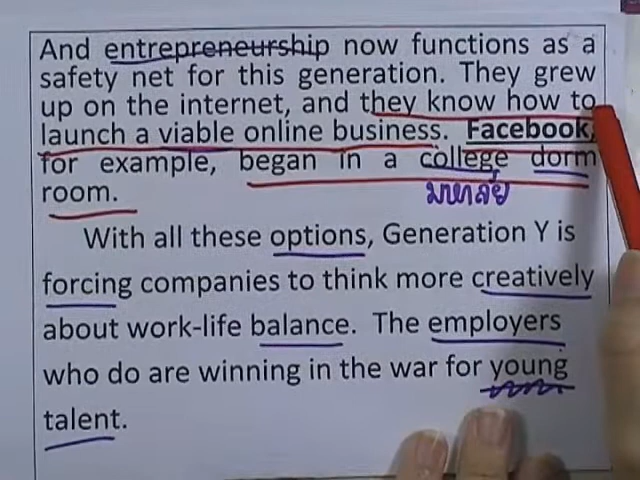 And entrepreneurship now functions as a
safety net for this generation. They grew
up on the internet, and they know how to
launch a viable online business. Facebook,
for example, began in a college dorm
room.
มหาลัย
With all these options, Generation Y is
forcing companies to think more creatively
about work-life balance. The employers
who do are winning in the war for young
talent.